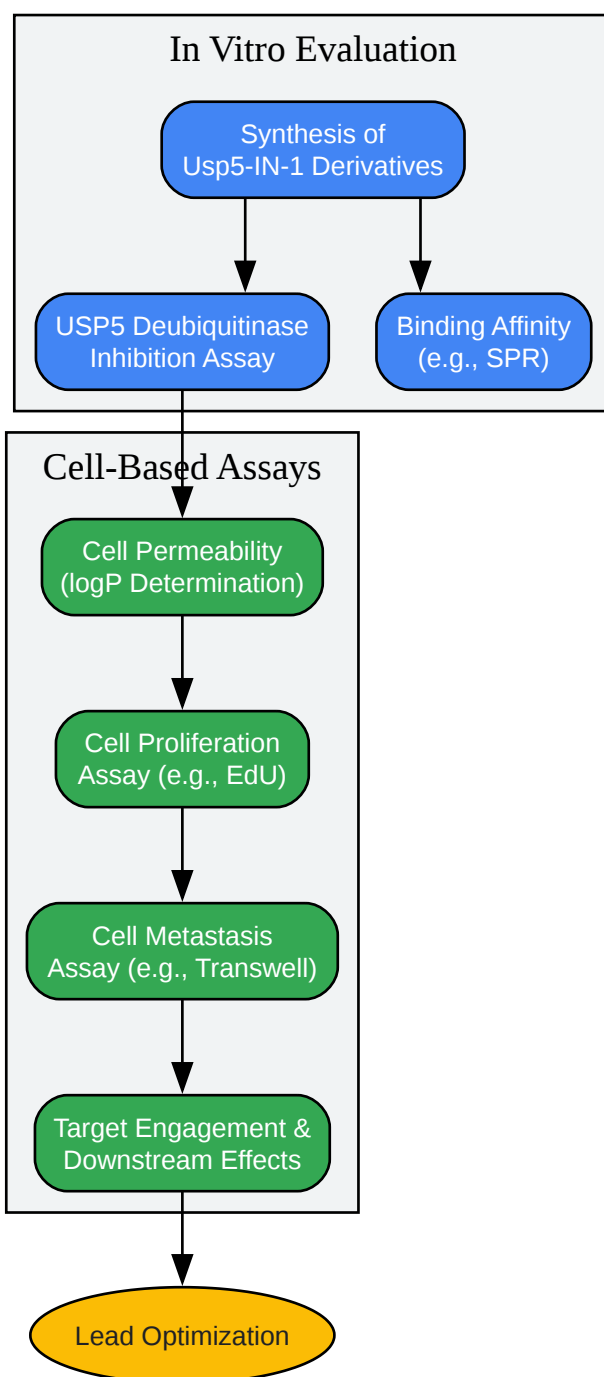 In Vitro Evaluation
Synthesis of
Usp5-IN-1 Derivatives
USP5 Deubiquitinase
Inhibition Assay
Binding Affinity
(e.g., SPR)
Cell-Based Assays
Cell Permeability
(logP Determination)
Cell Proliferation
Assay (e.g., EdU)
Cell Metastasis
Assay (e.g., Transwell)
Target Engagement &
Downstream Effects
Lead Optimization